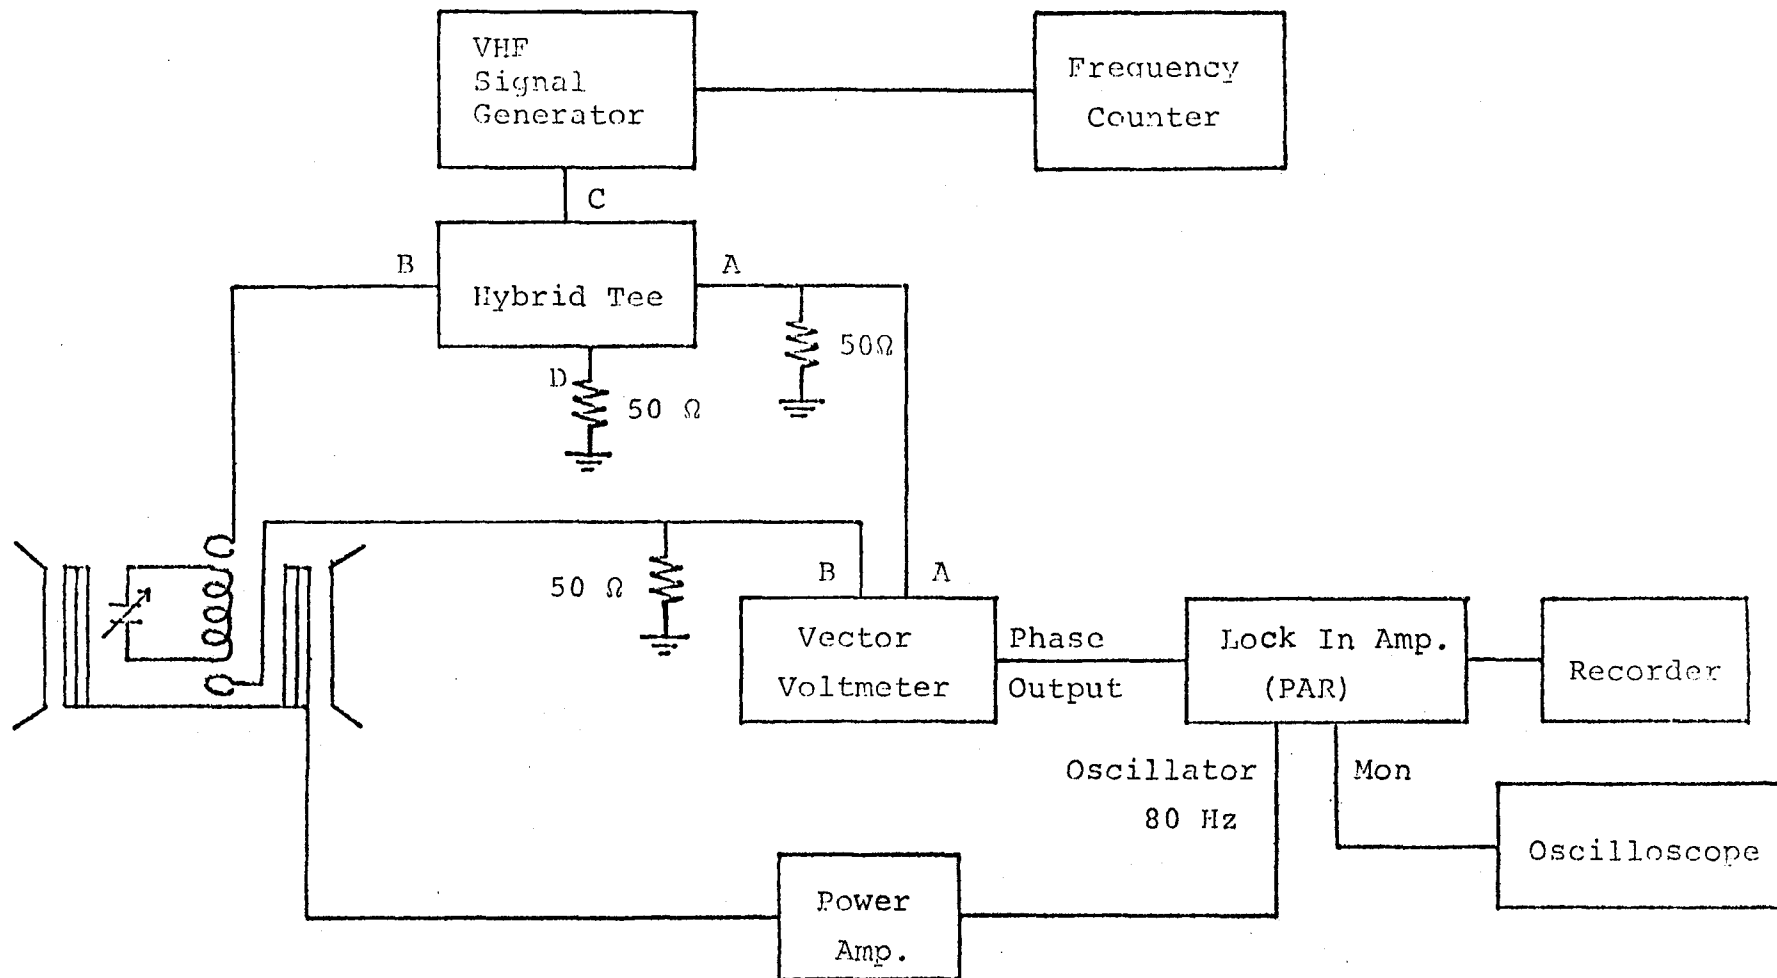 VHF
Signal
Generator
Frequency
Counter
C
B
A
Hybrid Tee
50Ω
D
50 Ω
50 Ω
B
A
Vector
Voltmeter
Phase
Output
Lock In Amp.
(PAR)
Recorder
Oscillator
80 Hz
Mon
Oscilloscope
Power
Amp.